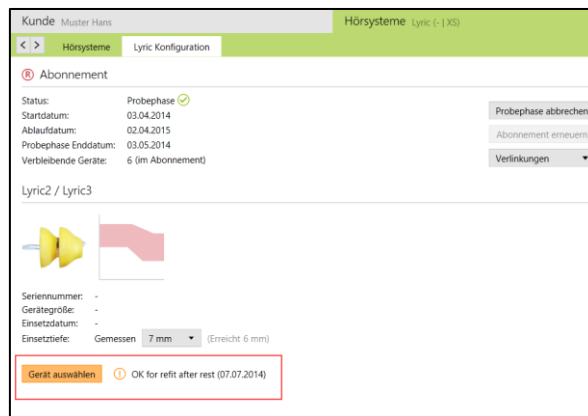 Kunde Muster Hans
Hörsysteme Lyric (- | XS)
< > Hörsysteme Lyric Konfiguration
R Abonnement
Status: Probephase
Startdatum: 03.04.2014
Ablaufdatum: 02.04.2015
Probephase Enddatum: 03.05.2014
Verbleibende Geräte: 6 (im Abonnement)
Probephase abbrechen
Abonnement erneuern
Verlinkungen
Lyric2 / Lyric3
Seriennummer: -
Gerätegröße: -
Einsetzdatum: -
Einsetztiefe: Gemessen 7 mm (Erreicht 6 mm)
Gerät auswählen ! OK for refit after rest (07.07.2014)